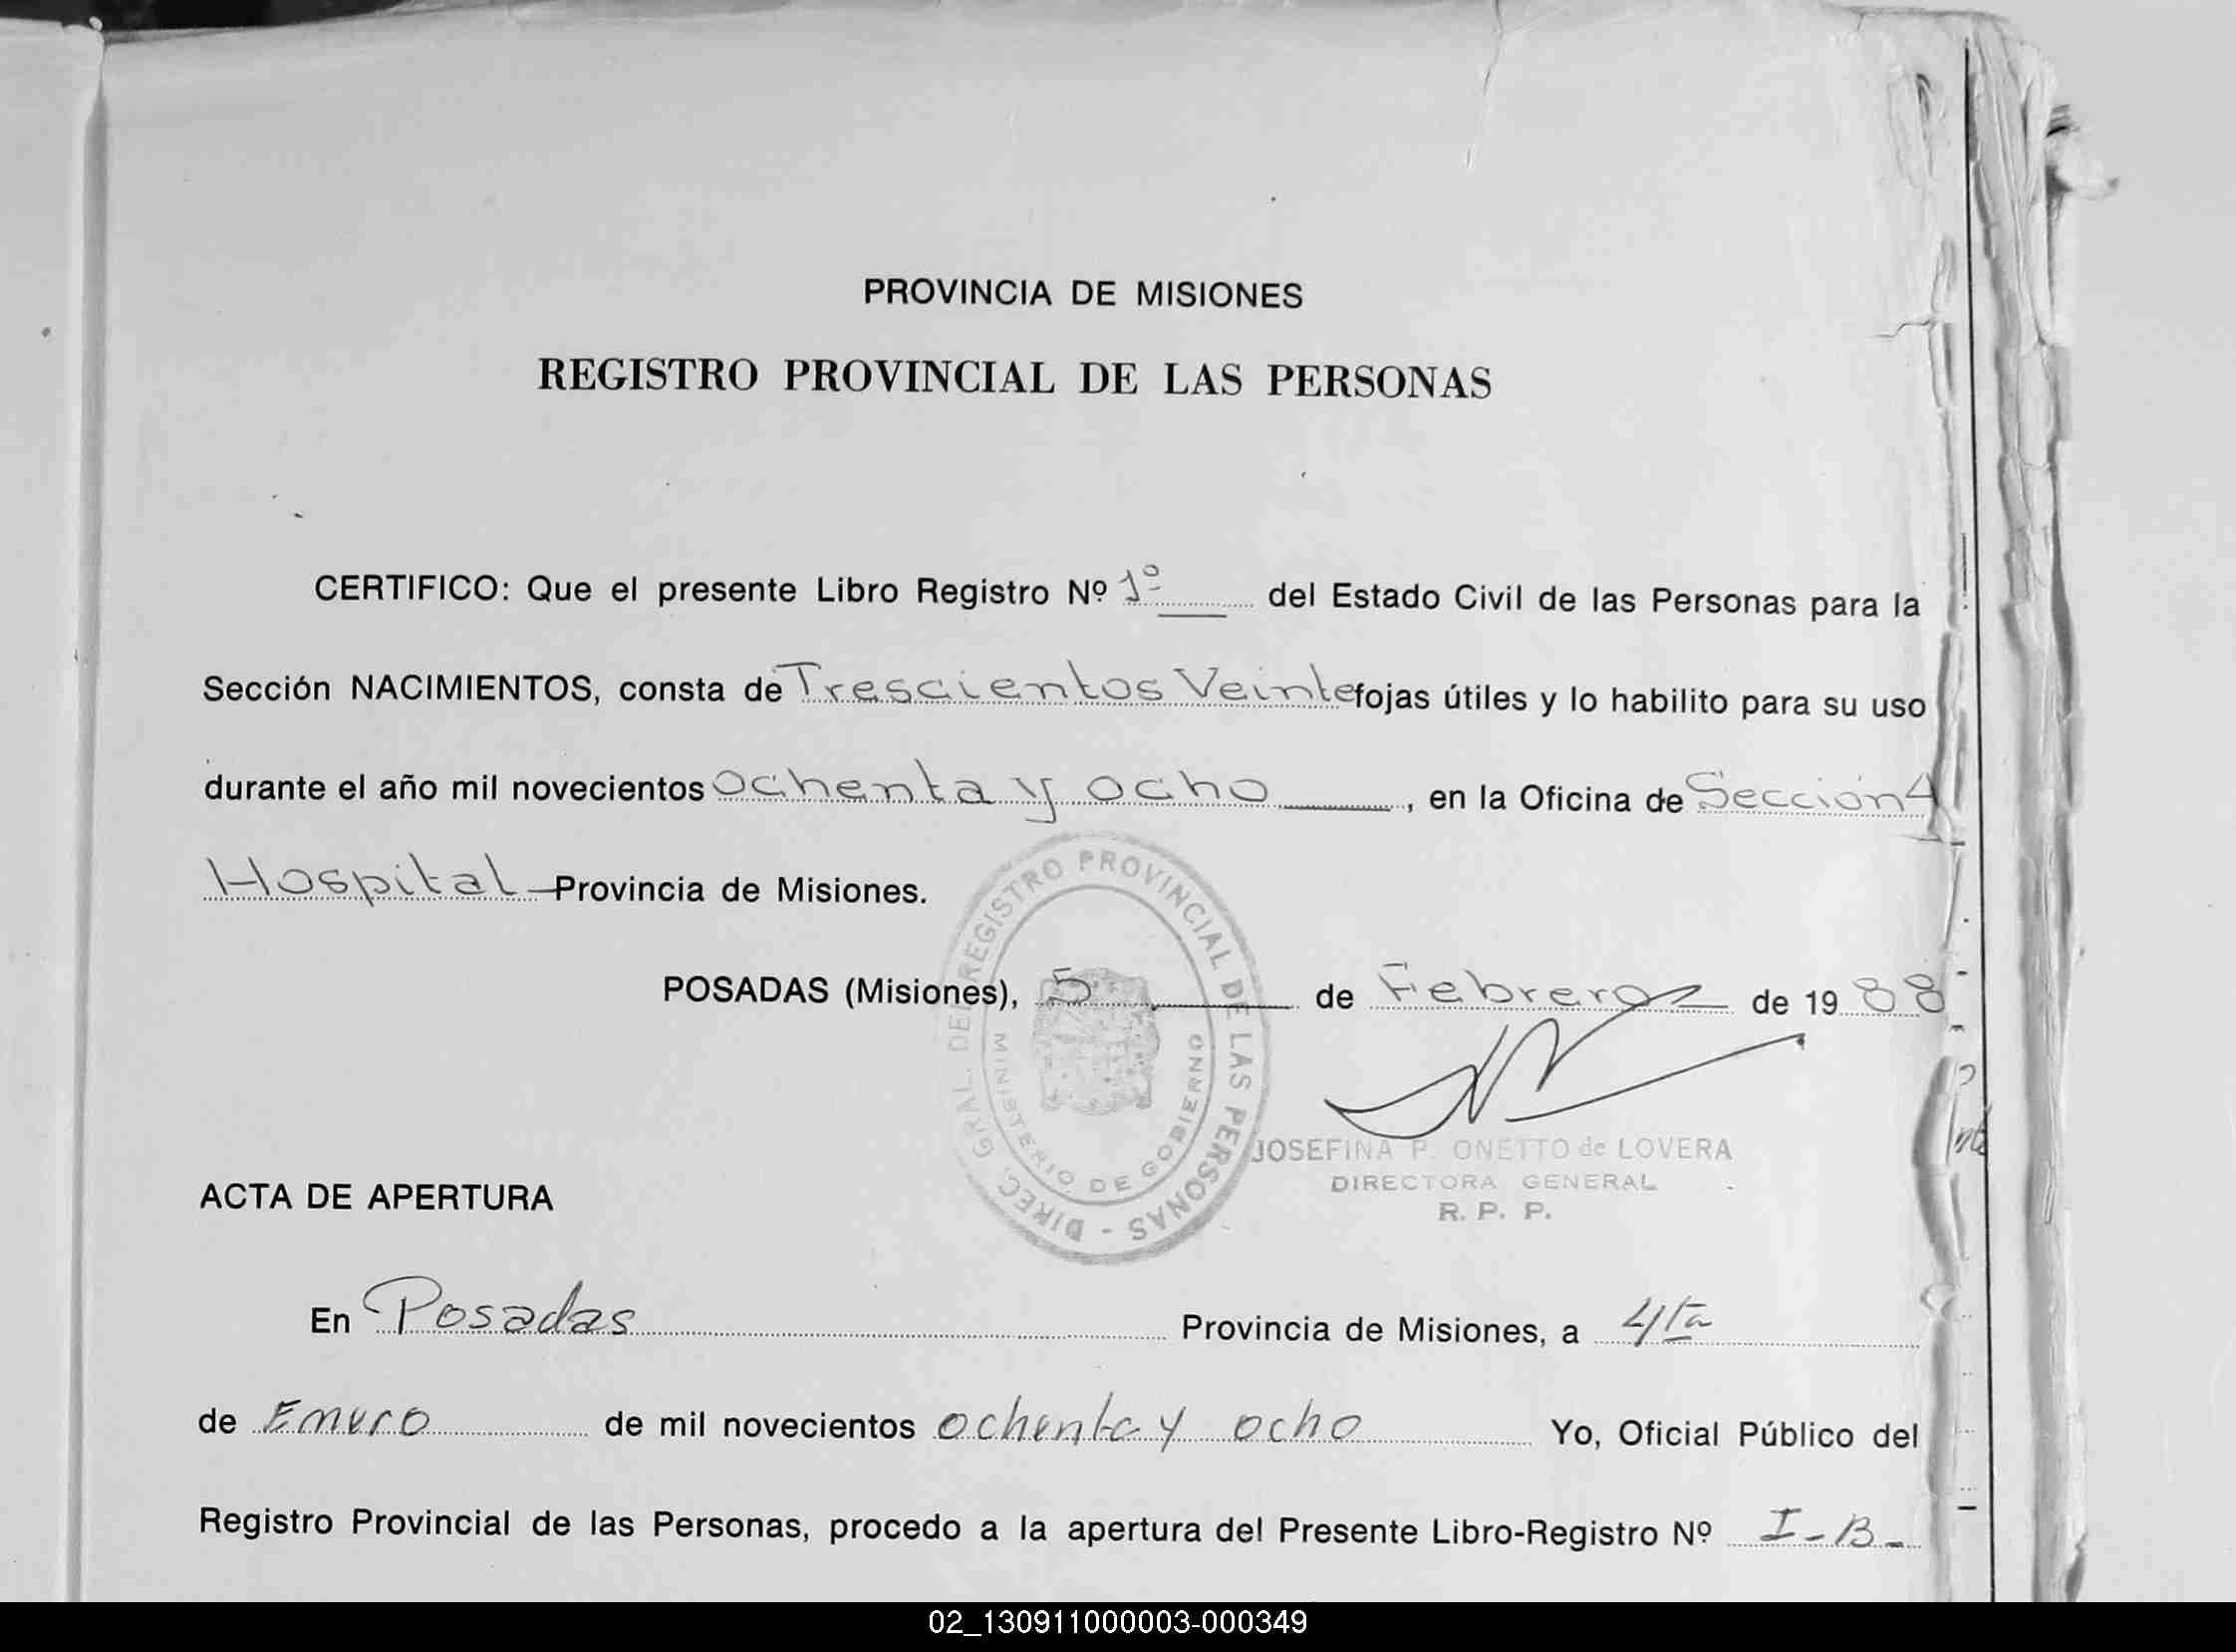 PROVINCIA DE MISIONES
REGISTRO PROVINCIAL DE LAS PERSONAS
CERTIFICO: Que el presente Libro Registro Nº 1º del Estado Civil de las Personas para la
Sección NACIMIENTOS, consta de Trescientos Veinte fojas útiles y lo habilito para su uso
durante el año mil novecientos ochenta y ocho, en la Oficina de Sección 4
Hospital - Provincia de Misiones.
POSADAS (Misiones), 5 de Febrero de 1988
DIREC. GRAL. DEL REGISTRO PROVINCIAL DE LAS PERSONAS -
MINISTERIO DE GOBIERNO
JOSEFINA P. ONETTO de LOVERA
DIRECTORA GENERAL
R. P. P.
ACTA DE APERTURA
En Posadas Provincia de Misiones, a 4ta
de Enero de mil novecientos ochenta y ocho Yo, Oficial Público del
Registro Provincial de las Personas, procedo a la apertura del Presente Libro-Registro Nº I-B-
02_130911000003-000349